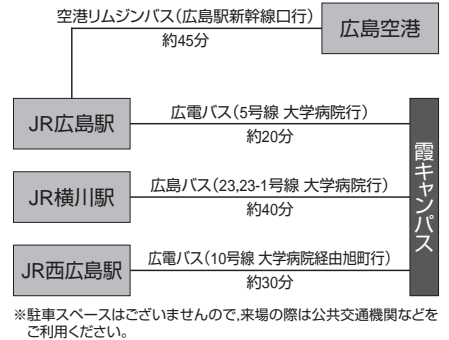 空港リムジンバス(広島駅新幹線口行)
約45分
広島空港
JR広島駅
広電バス(5号線 大学病院行)
約20分
JR横川駅
広島バス(23,23-1号線 大学病院行)
約40分
JR西広島駅
広電バス(10号線 大学病院経由旭町行)
約30分
霞キャンパス
※駐車スペースはございませんので,来場の際は公共交通機関などを
ご利用ください。